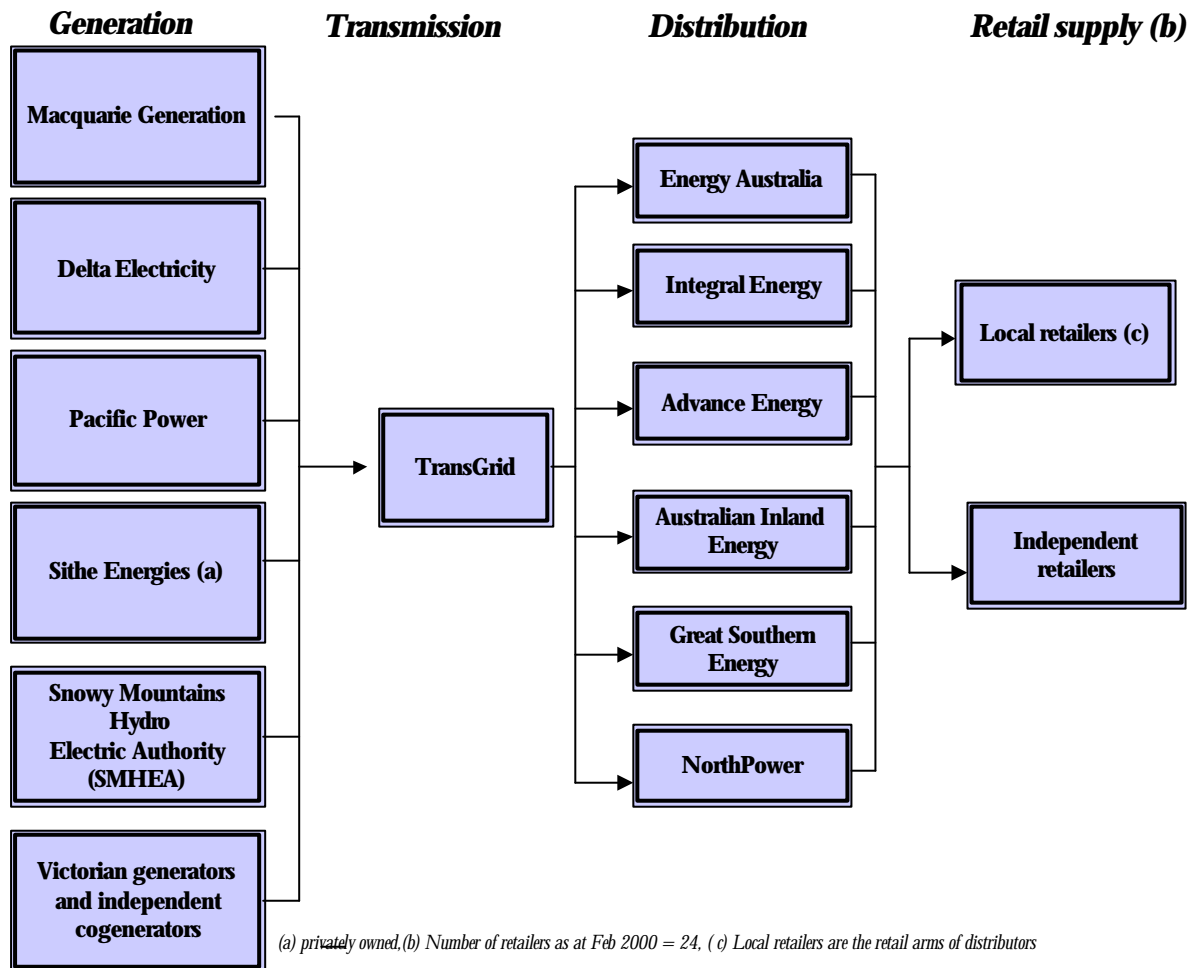 Generation
Transmission
Distribution
Retail supply (b)
Macquarie Generation
Delta Electricity
Pacific Power
Sithe Energies (a)
Snowy Mountains
Hydro
Electric Authority
(SMHEA)
Victorian generators
and independent
cogenerators
TransGrid
Energy Australia
Integral Energy
Advance Energy
Australian Inland
Energy
Great Southern
Energy
NorthPower
Local retailers (c)
Independent
retailers
(a) privately owned,(b) Number of retailers as at Feb 2000 = 24, ( c) Local retailers are the retail arms of distributors